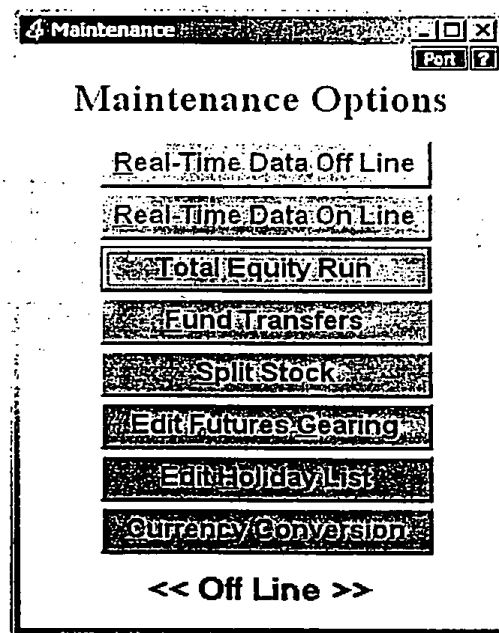 Maintenance
Port ?
Maintenance Options
Real-Time Data Off Line
Real-Time Data On Line
Total Equity Run
Fund Transfers
Split Stock
Edit Futures Gearing
Edit Holiday List
Currency Conversion
<< Off Line >>